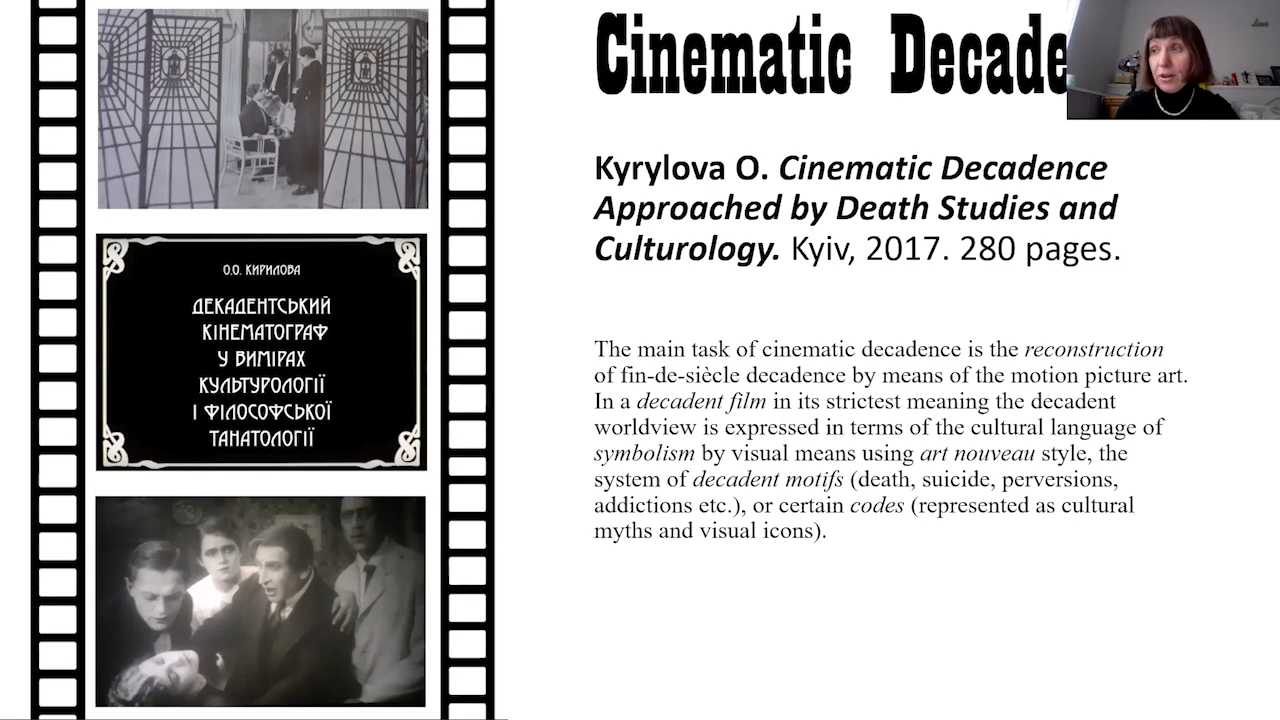 Cinematic Decade
Kyrylova O. Cinematic Decadence
Approached by Death Studies and
Culturology. Kyiv, 2017. 280 pages.
The main task of cinematic decadence is the reconstruction
of fin-de-siècle decadence by means of the motion picture art.
In a decadent film in its strictest meaning the decadent
worldview is expressed in terms of the cultural language of
symbolism by visual means using art nouveau style, the
system of decadent motifs (death, suicide, perversions,
addictions etc.), or certain codes (represented as cultural
myths and visual icons).
О.О. КИРИЛОВА
ДЕКАДЕНТСЬКИЙ
КІНЕМАТОГРАФ
У ВИМІРАХ
КУЛЬТУРОЛОГІЇ
І ФІЛОСОФСЬКОЇ
ТАНАТОЛОГІЇ